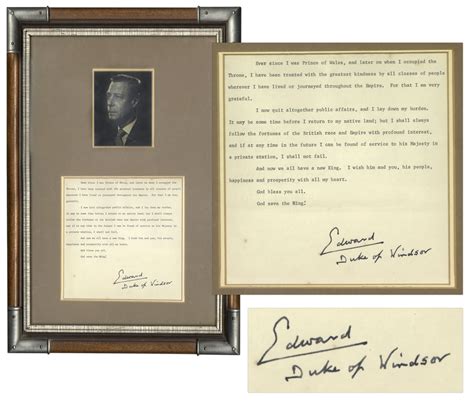 Ever since I was Prince of Wales, and later on when I occupied the
Throne, I have been treated with the greatest kindness by all classes of people
wherever I have lived or journeyed throughout the Empire. For that I am very
grateful.
I now quit altogether public affairs, and I lay down my burden.
It may be some time before I return to my native land; but I shall always
follow the fortunes of the British race and Empire with profound interest,
and if at any time in the future I can be found of service to his Majesty in
a private station, I shall not fail.
And now we all have a new King. I wish him and you, his people,
happiness and prosperity with all my heart.
God bless you all.
God save the King!
Edward
Duke of Windsor
Edward
Duke of Windsor
Edward
Duke of Windsor